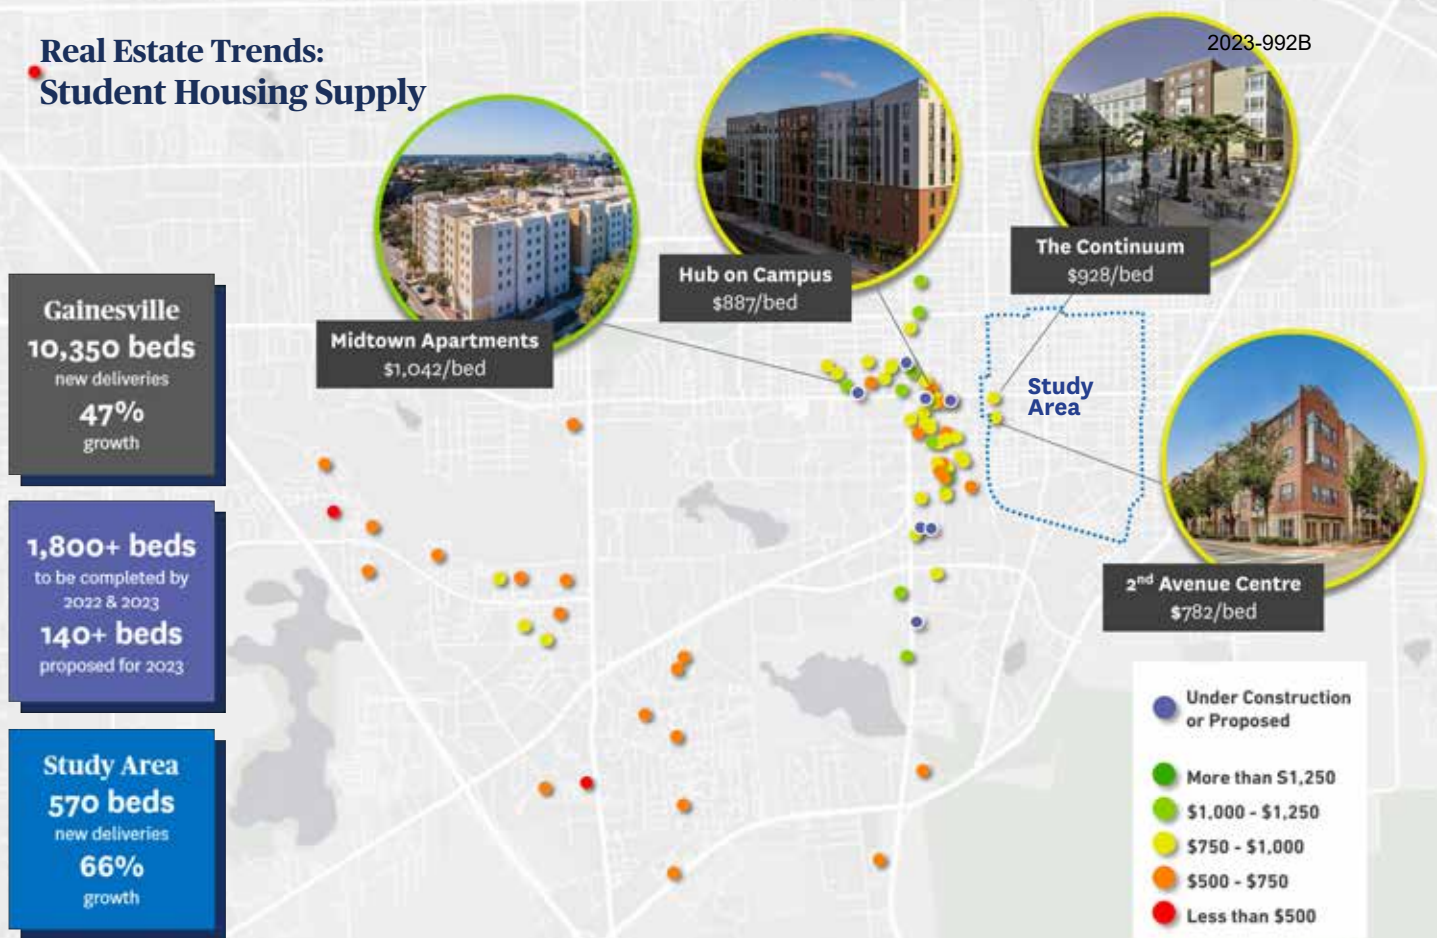 2023-992B
Real Estate Trends:
Student Housing Supply
Midtown Apartments
$1,042/bed
Hub on Campus
$887/bed
The Continuum
$928/bed
2nd Avenue Centre
$782/bed
Study
Area
Gainesville
10,350 beds
new deliveries
47%
growth
1,800+ beds
to be completed by
2022 & 2023
140+ beds
proposed for 2023
Study Area
570 beds
new deliveries
66%
growth
Under Construction
or Proposed
More than $1,250
$1,000 - $1,250
$750 - $1,000
$500 - $750
Less than $500